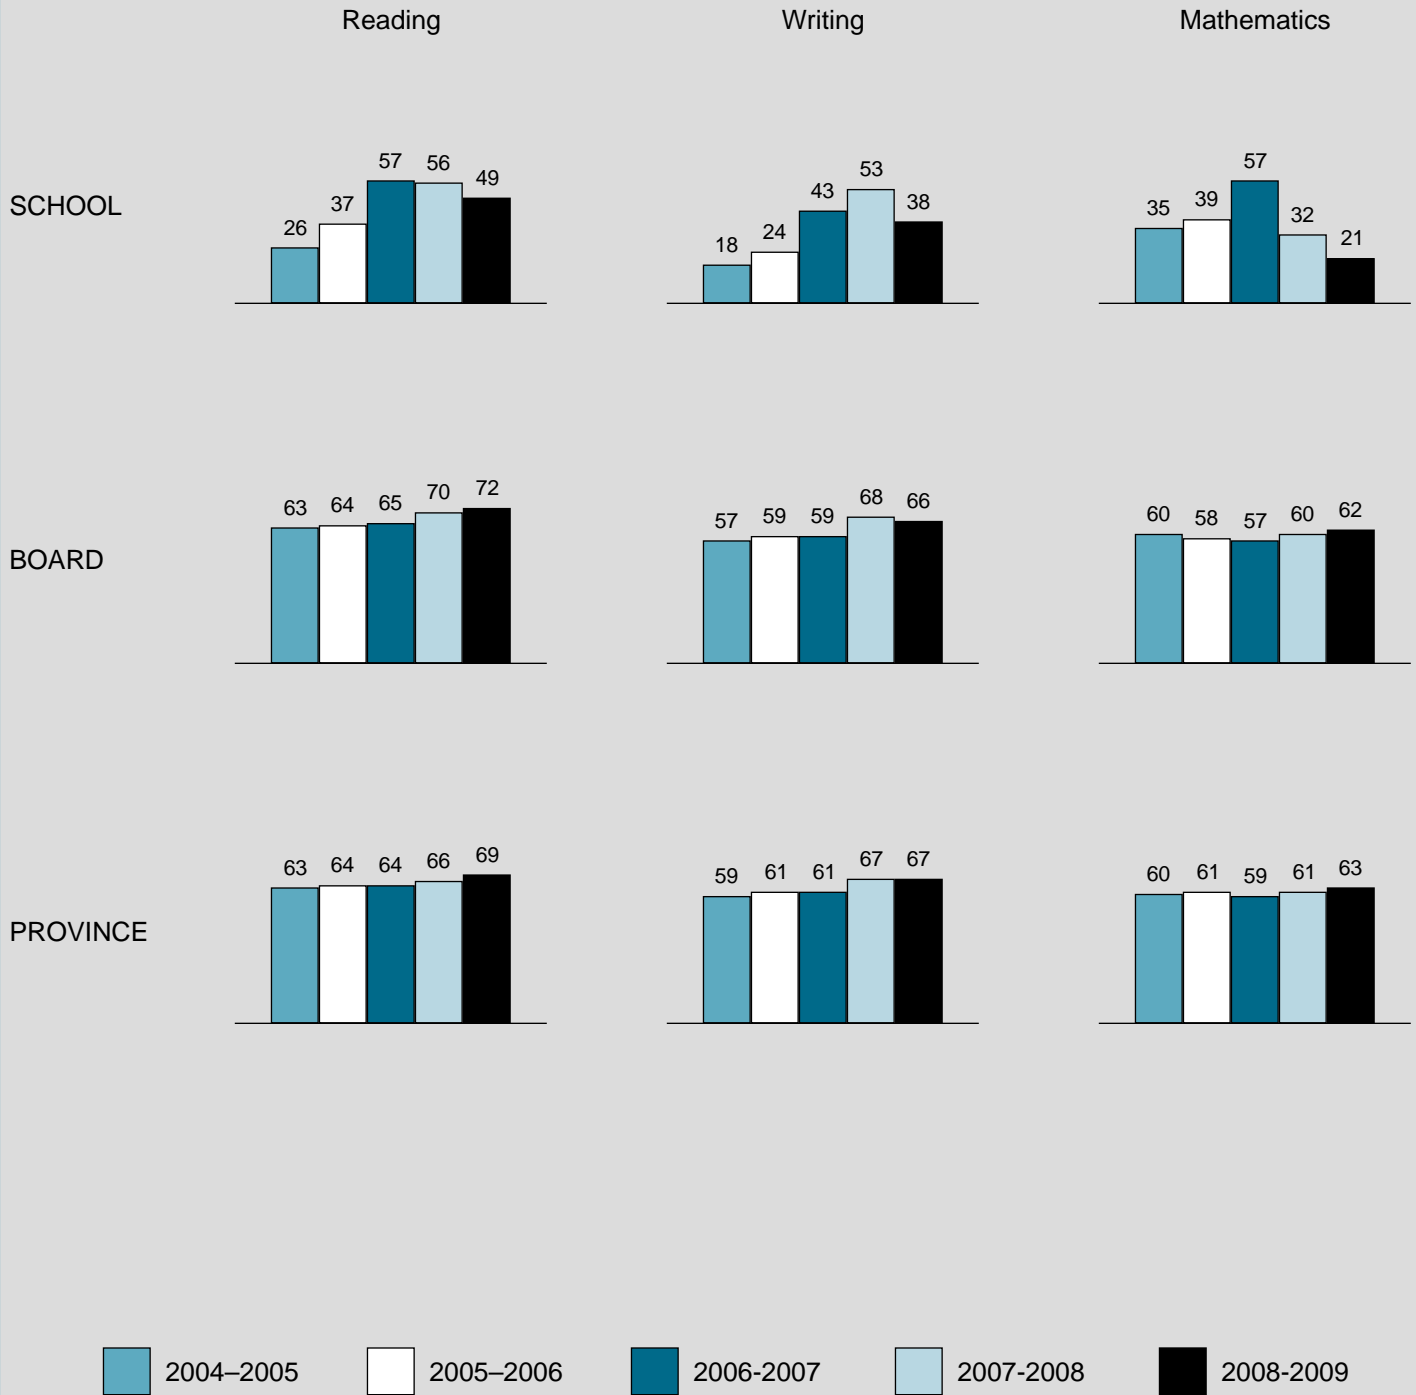 Reading Writing Mathematics
SCHOOL
26 37 57 56 49
18 24 43 53 38
35 39 57 32 21
BOARD
63 64 65 70 72
57 59 59 68 66
60 58 57 60 62
PROVINCE
63 64 64 66 69
59 61 61 67 67
60 61 59 61 63
2004–2005 2005–2006 2006-2007 2007-2008 2008-2009